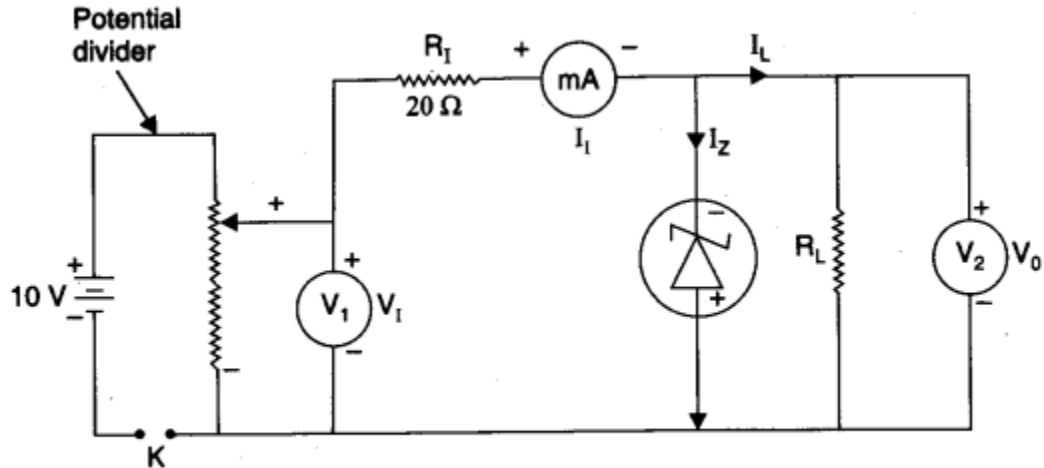 Potential
divider
+
R_I
20 Ω
+
mA
−
I_I
I_L
I_Z
+
10 V
−
−
K
+
V_1
−
V_I
−
+
R_L
+
V_2
−
V_0